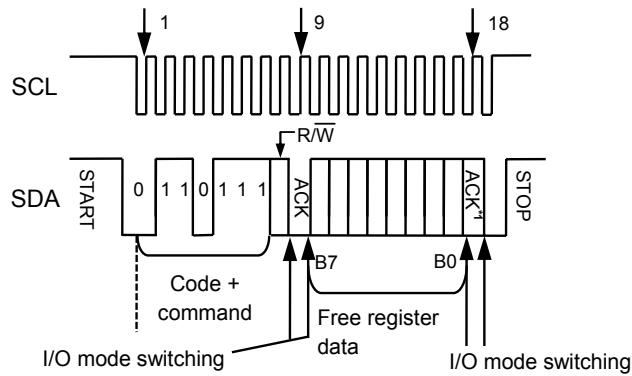 1 9 18
SCL
R/W
SDA
START 0 1 1 0 1 1 1 ACK ACK*1 STOP
B7 B0
Code +
command
Free register
data
I/O mode switching I/O mode switching